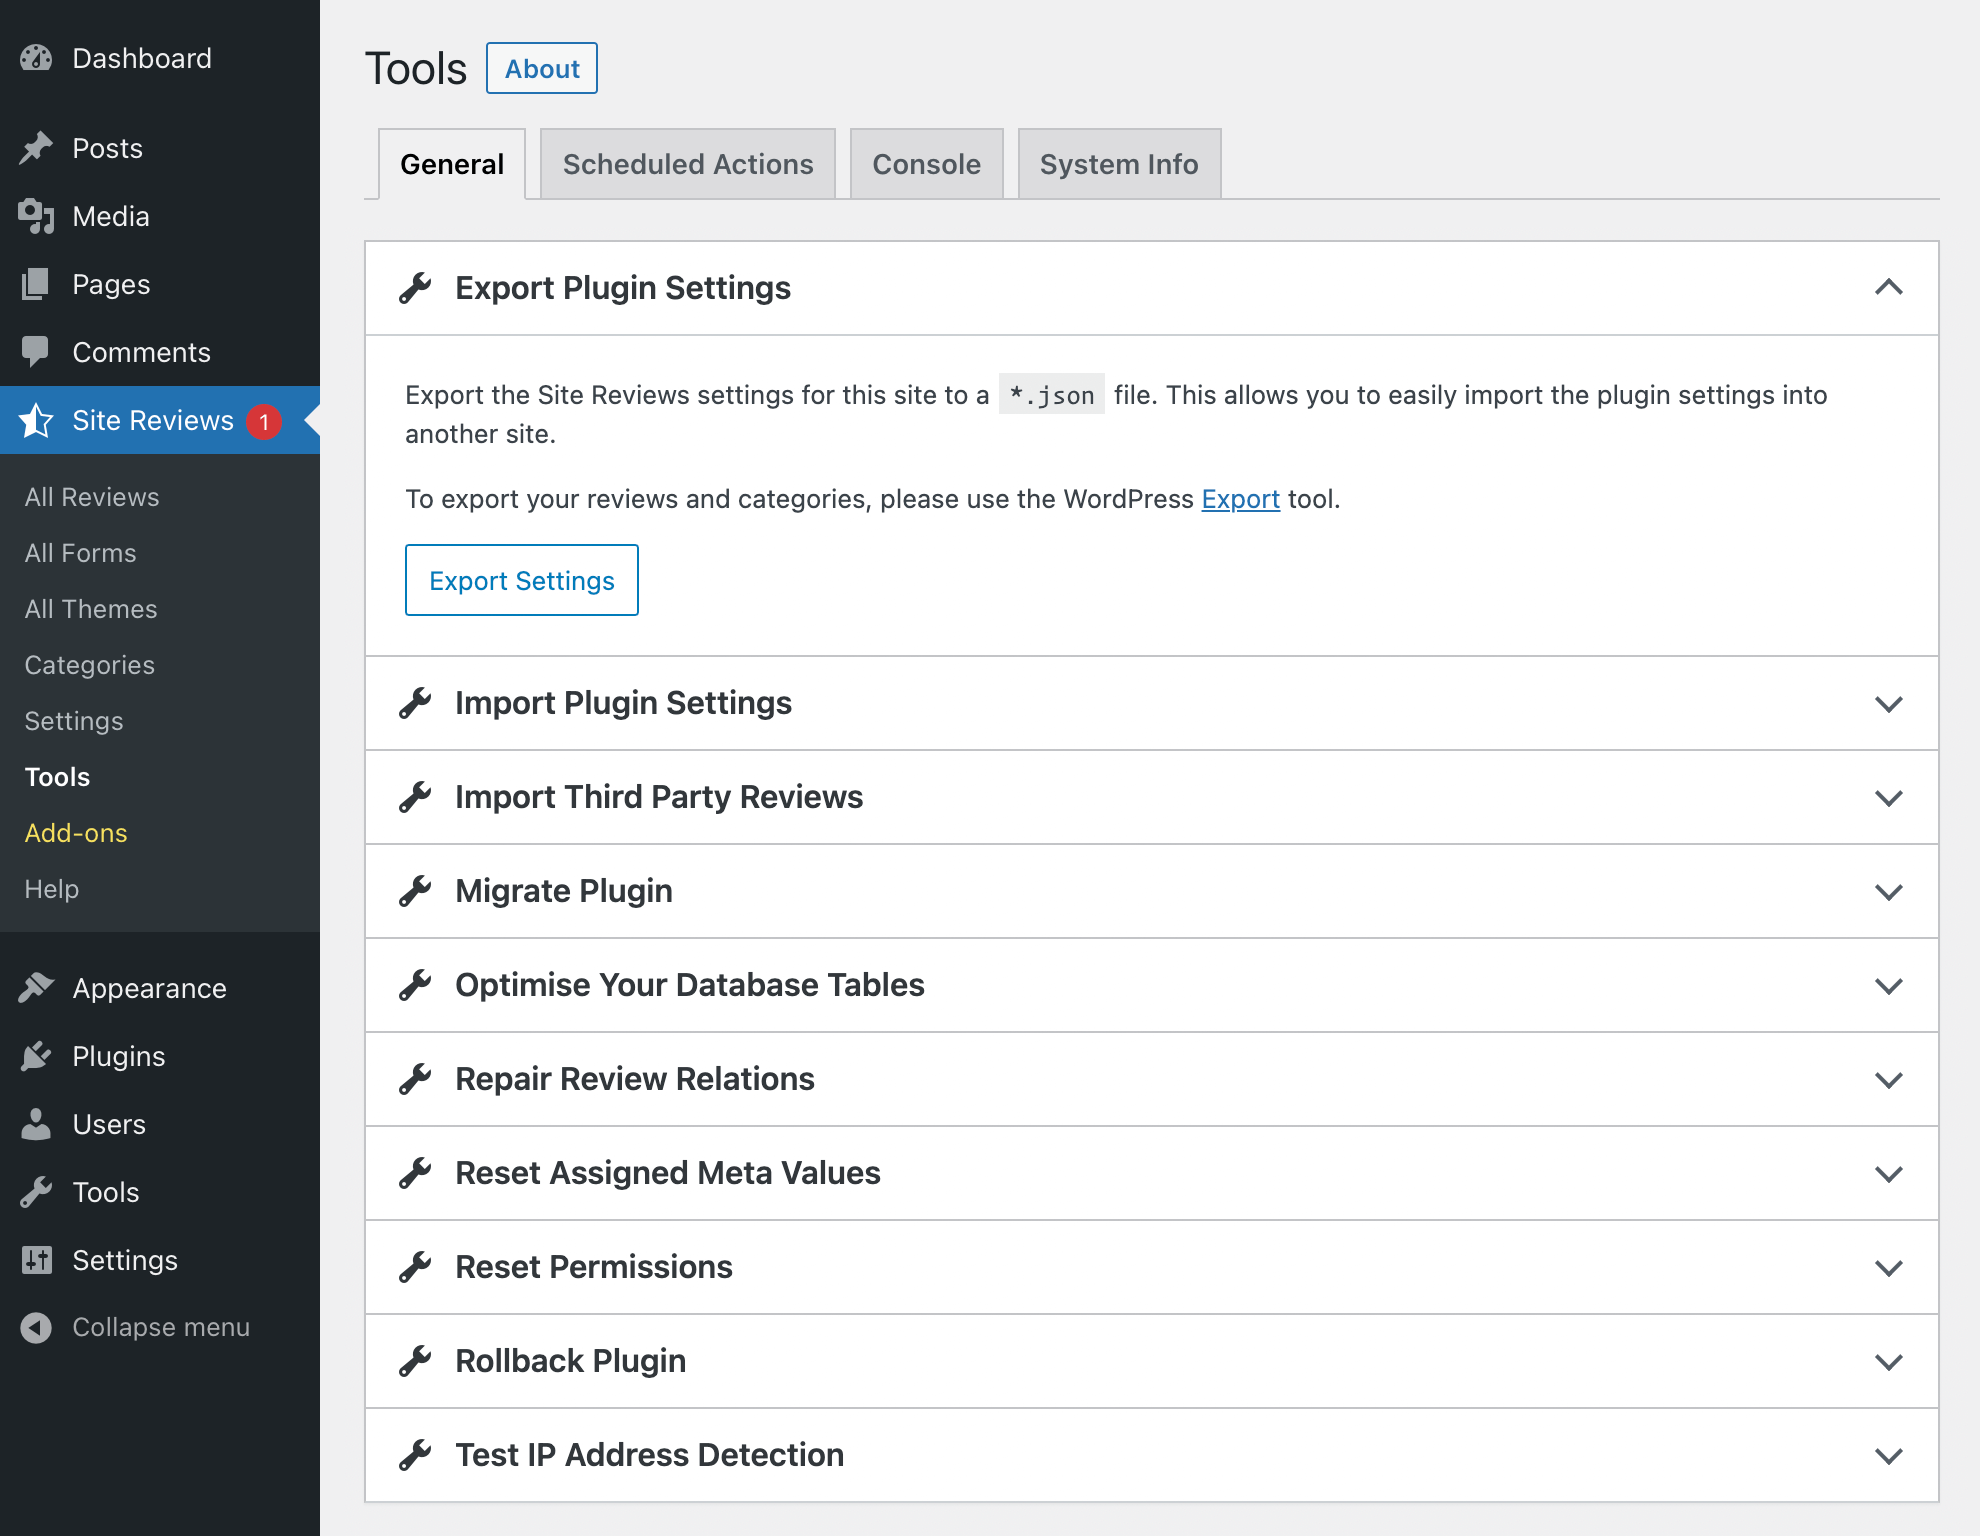 Dashboard
Posts
Media
Pages
Comments
Site Reviews 1
All Reviews
All Forms
All Themes
Categories
Settings
Tools
Add-ons
Help
Appearance
Plugins
Users
Tools
Settings
Collapse menu
Tools About
General Scheduled Actions Console System Info
Export Plugin Settings
Export the Site Reviews settings for this site to a *.json file. This allows you to easily import the plugin settings into
another site.
To export your reviews and categories, please use the WordPress Export tool.
Export Settings
Import Plugin Settings
Import Third Party Reviews
Migrate Plugin
Optimise Your Database Tables
Repair Review Relations
Reset Assigned Meta Values
Reset Permissions
Rollback Plugin
Test IP Address Detection